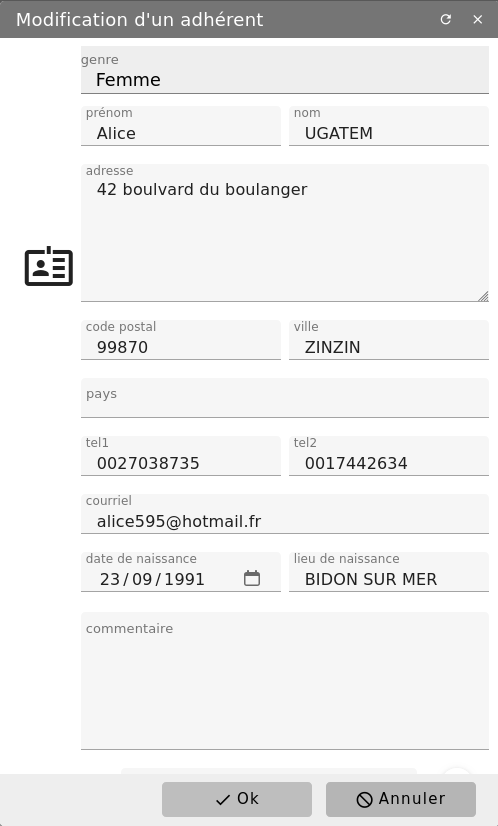 Modification d'un adhérent
genre
Femme
prénom
Alice
nom
UGATEM
adresse
42 boulvard du boulanger
code postal
99870
ville
ZINZIN
pays
tel1
0027038735
tel2
0017442634
courriel
alice595@hotmail.fr
date de naissance
23/09/1991
lieu de naissance
BIDON SUR MER
commentaire
Ok
Annuler